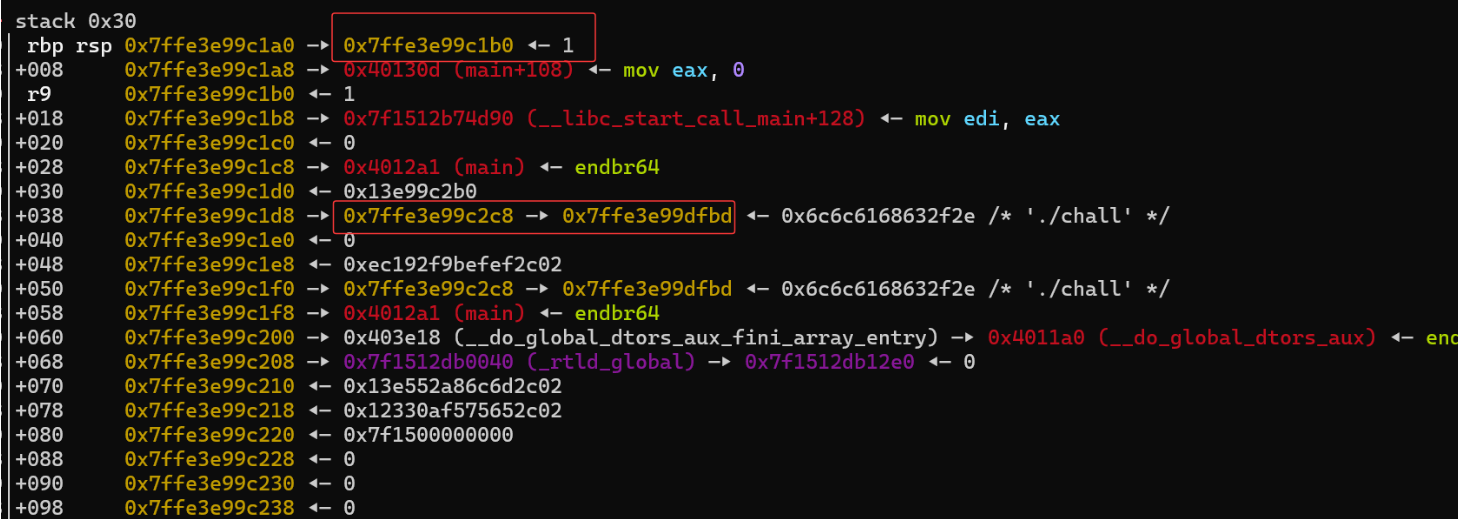 stack 0x30
rbp rsp 0x7ffe3e99c1a0 —▸ 0x7ffe3e99c1b0 ◂— 1
+008 0x7ffe3e99c1a8 —▸ 0x40130d (main+108) ◂— mov eax, 0
r9 0x7ffe3e99c1b0 ◂— 1
+018 0x7ffe3e99c1b8 —▸ 0x7f1512b74d90 (__libc_start_call_main+128) ◂— mov edi, eax
+020 0x7ffe3e99c1c0 ◂— 0
+028 0x7ffe3e99c1c8 —▸ 0x4012a1 (main) ◂— endbr64
+030 0x7ffe3e99c1d0 ◂— 0x13e99c2b0
+038 0x7ffe3e99c1d8 —▸ 0x7ffe3e99c2c8 —▸ 0x7ffe3e99dfbd ◂— 0x6c6c6168632f2e /* './chall' */
+040 0x7ffe3e99c1e0 ◂— 0
+048 0x7ffe3e99c1e8 ◂— 0xec192f9befef2c02
+050 0x7ffe3e99c1f0 —▸ 0x7ffe3e99c2c8 —▸ 0x7ffe3e99dfbd ◂— 0x6c6c6168632f2e /* './chall' */
+058 0x7ffe3e99c1f8 —▸ 0x4012a1 (main) ◂— endbr64
+060 0x7ffe3e99c200 —▸ 0x403e18 (__do_global_dtors_aux_fini_array_entry) —▸ 0x4011a0 (__do_global_dtors_aux) ◂— end
+068 0x7ffe3e99c208 —▸ 0x7f1512db0040 (_rtld_global) —▸ 0x7f1512db12e0 ◂— 0
+070 0x7ffe3e99c210 ◂— 0x13e552a86c6d2c02
+078 0x7ffe3e99c218 ◂— 0x12330af575652c02
+080 0x7ffe3e99c220 ◂— 0x7f1500000000
+088 0x7ffe3e99c228 ◂— 0
+090 0x7ffe3e99c230 ◂— 0
+098 0x7ffe3e99c238 ◂— 0